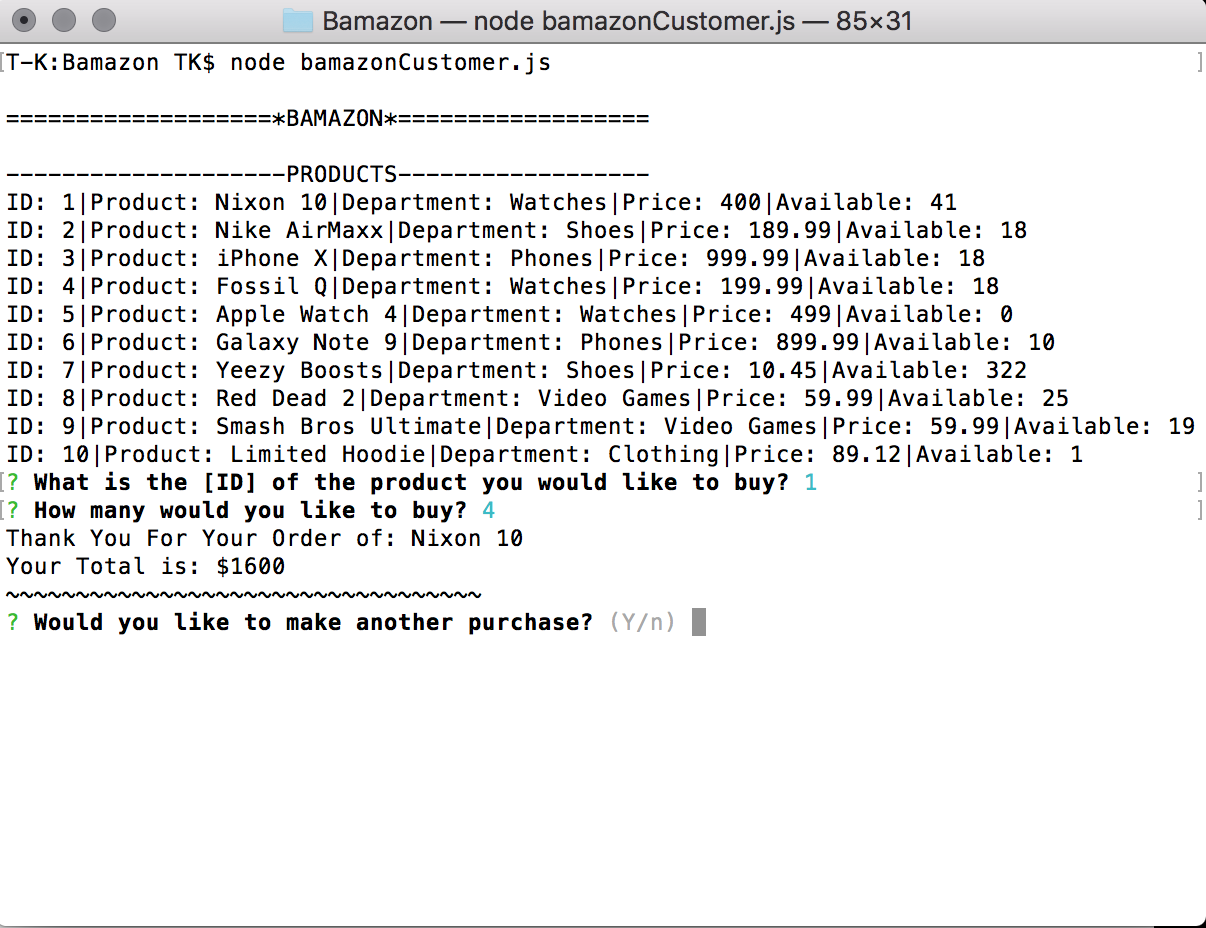 Bamazon — node bamazonCustomer.js — 85×31
[T-K:Bamazon TK$ node bamazonCustomer.js ]
===================*BAMAZON*==================
--------------------PRODUCTS------------------
ID: 1|Product: Nixon 10|Department: Watches|Price: 400|Available: 41
ID: 2|Product: Nike AirMaxx|Department: Shoes|Price: 189.99|Available: 18
ID: 3|Product: iPhone X|Department: Phones|Price: 999.99|Available: 18
ID: 4|Product: Fossil Q|Department: Watches|Price: 199.99|Available: 18
ID: 5|Product: Apple Watch 4|Department: Watches|Price: 499|Available: 0
ID: 6|Product: Galaxy Note 9|Department: Phones|Price: 899.99|Available: 10
ID: 7|Product: Yeezy Boosts|Department: Shoes|Price: 10.45|Available: 322
ID: 8|Product: Red Dead 2|Department: Video Games|Price: 59.99|Available: 25
ID: 9|Product: Smash Bros Ultimate|Department: Video Games|Price: 59.99|Available: 19
ID: 10|Product: Limited Hoodie|Department: Clothing|Price: 89.12|Available: 1
[? What is the [ID] of the product you would like to buy? 1 ]
[? How many would you like to buy? 4 ]
Thank You For Your Order of: Nixon 10
Your Total is: $1600
~~~~~~~~~~~~~~~~~~~~~~~~~~~~~~~~~~
? Would you like to make another purchase? (Y/n)